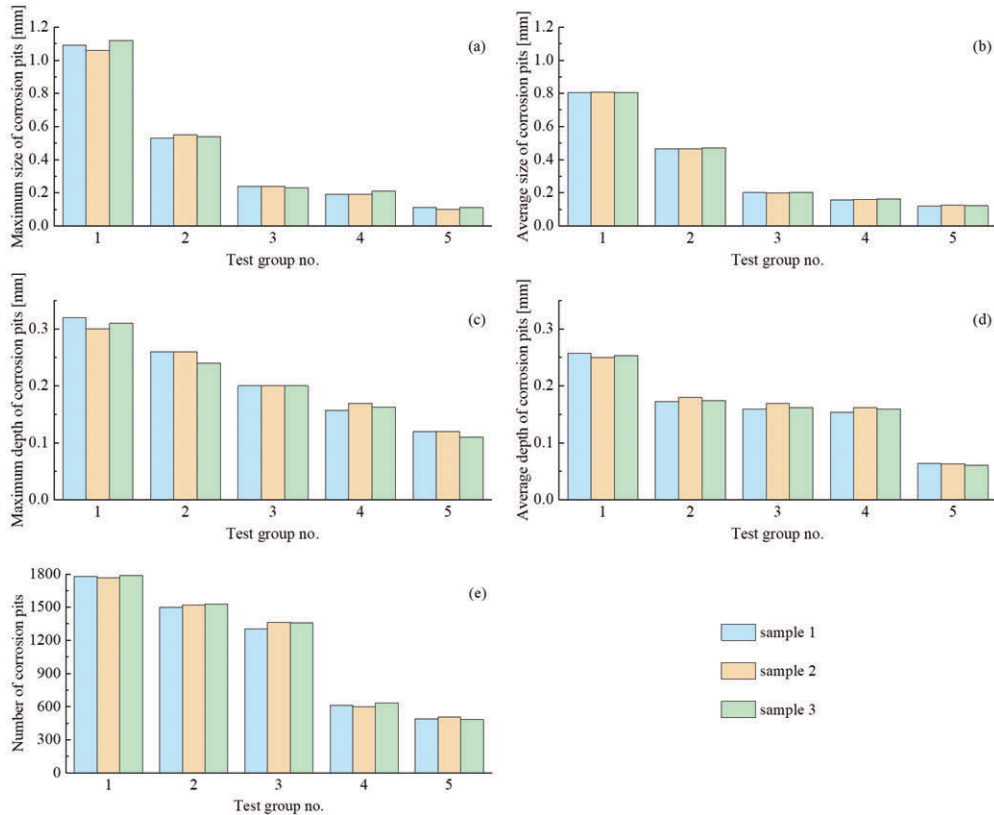 Maximum size of corrosion pits [mm]
1.2
1.0
0.8
0.6
0.4
0.2
0.0
(a)
1 2 3 4 5
Test group no.
Average size of corrosion pits [mm]
1.2
1.0
0.8
0.6
0.4
0.2
0.0
(b)
1 2 3 4 5
Test group no.
Maximum depth of corrosion pits [mm]
0.3
0.2
0.1
0.0
(c)
1 2 3 4 5
Test group no.
Average depth of corrosion pits [mm]
0.3
0.2
0.1
0.0
(d)
1 2 3 4 5
Test group no.
Number of corrosion pits
1800
1500
1200
900
600
300
0
(e)
1 2 3 4 5
Test group no.
sample 1
sample 2
sample 3